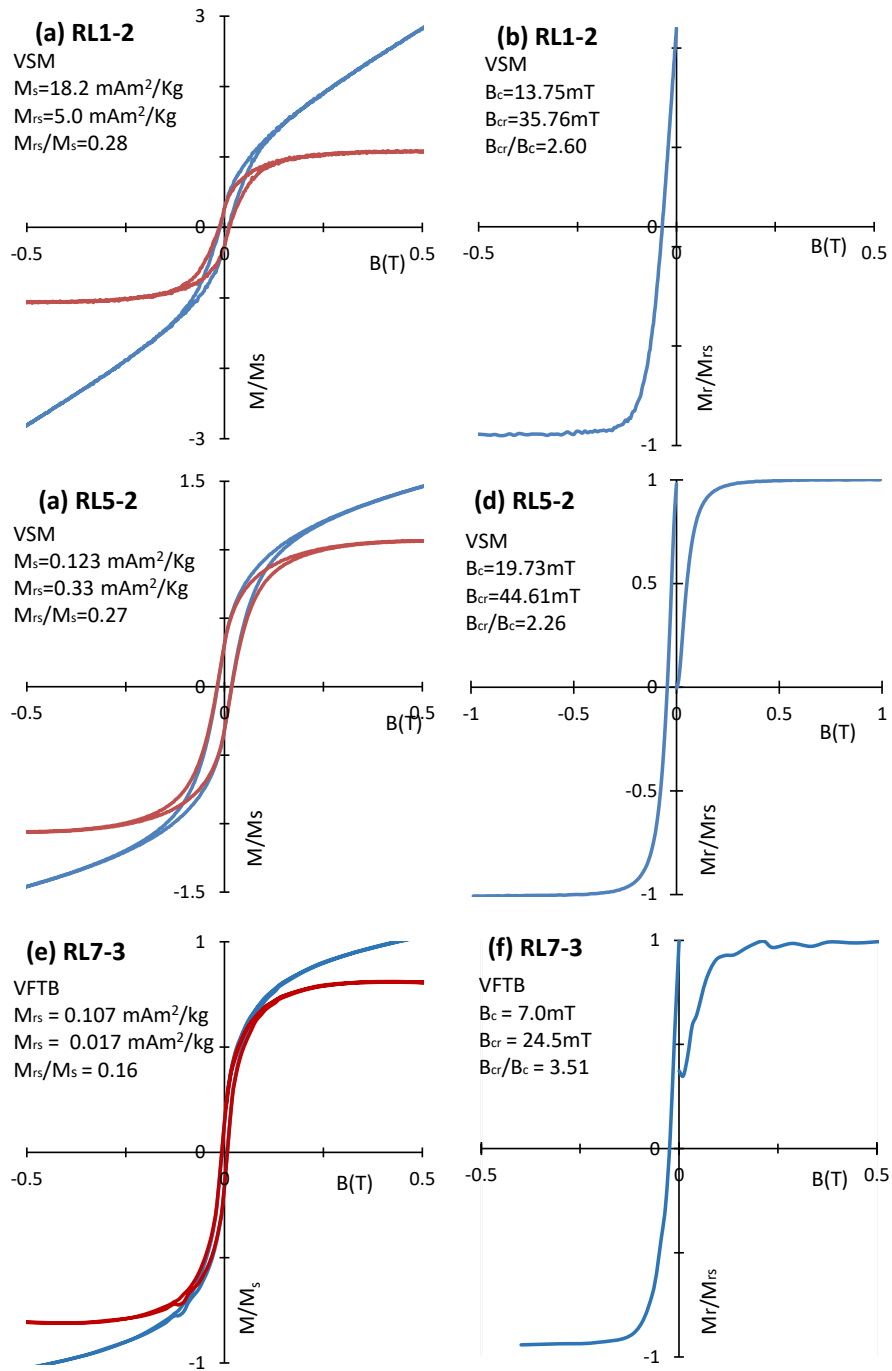 (a) RL1-2
VSM
Ms=18.2 mAm²/Kg
Mrs=5.0 mAm²/Kg
Mrs/Ms=0.28
3
0
-0.5
0
0.5
B(T)
M/Ms
-3
(b) RL1-2
VSM
Bc=13.75mT
Bcr=35.76mT
Bcr/Bc=2.60
0
-0.5
0
0.5
B(T)
Mr/Mrs
-1
(a) RL5-2
VSM
Ms=0.123 mAm²/Kg
Mrs=0.33 mAm²/Kg
Mrs/Ms=0.27
1.5
0
-0.5
0
0.5
B(T)
M/Ms
-1.5
(d) RL5-2
VSM
Bc=19.73mT
Bcr=44.61mT
Bcr/Bc=2.26
1
0.5
0
-1
-0.5
0
0.5
1
B(T)
-0.5
Mr/Mrs
-1
(e) RL7-3
VFTB
Mrs = 0.107 mAm²/kg
Mrs = 0.017 mAm²/kg
Mrs/Ms = 0.16
1
0
-0.5
0
0.5
B(T)
M/Ms
-1
(f) RL7-3
VFTB
Bc = 7.0mT
Bcr = 24.5mT
Bcr/Bc = 3.51
1
0
-0.5
0
0.5
B(T)
Mr/Mrs
-1